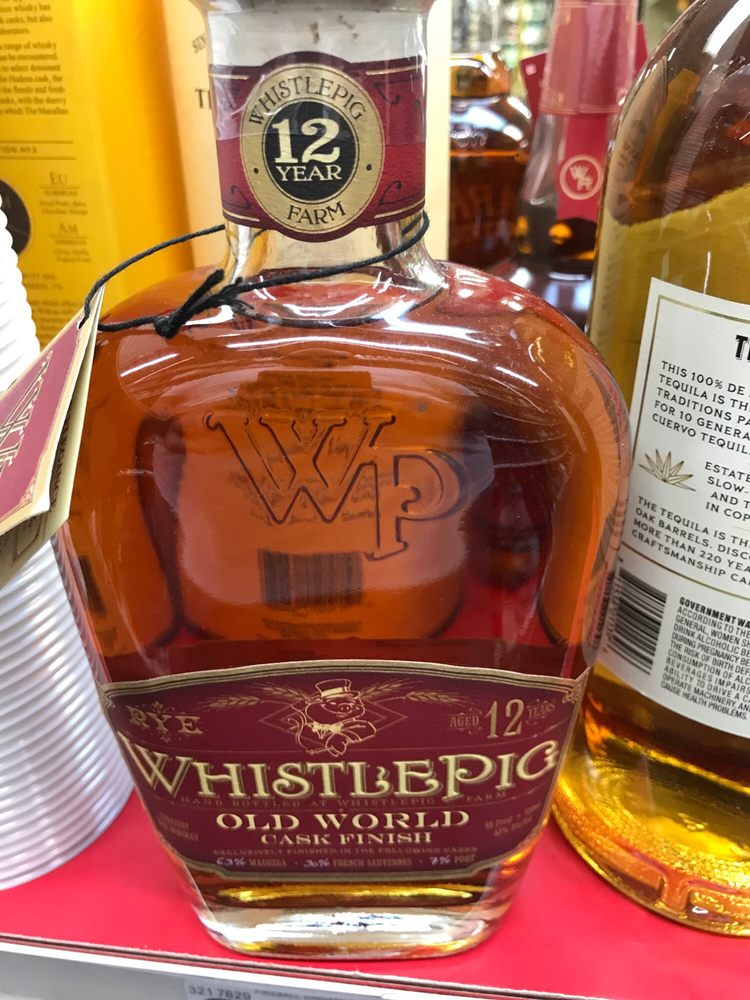 WHISTLEPIG
12
YEAR
FARM
WP
RYE
AGED 12 YEARS
WHISTLEPIG
HAND BOTTLED AT WHISTLEPIG FARM
OLD WORLD
CASK FINISH
EXCLUSIVELY FINISHED IN THE FOLLOWING CASKS
63% MADEIRA · 30% FRENCH SAUTERNES · 7% PORT
THIS 100% DE
TEQUILA IS TH
TRADITIONS PA
FOR 10 GENERA
CUERVO TEQUILA
ESTATE
SLOW-
AND T
IN COP
THE TEQUILA IS TH
OAK BARRELS, DISC
MORE THAN 220 YEA
CRAFTSMANSHIP CA
GOVERNMENT WA
ACCORDING TO THE
GENERAL, WOMEN S
DRINK ALCOHOLIC BE
DURING PREGNANCY BE
THE RISK OF BIRTH DEF
CONSUMPTION OF ALC
BEVERAGES IMPAIR
ABILITY TO DRIVE A C
OPERATE MACHINERY, AN
CAUSE HEALTH PROBLEMS
3217829